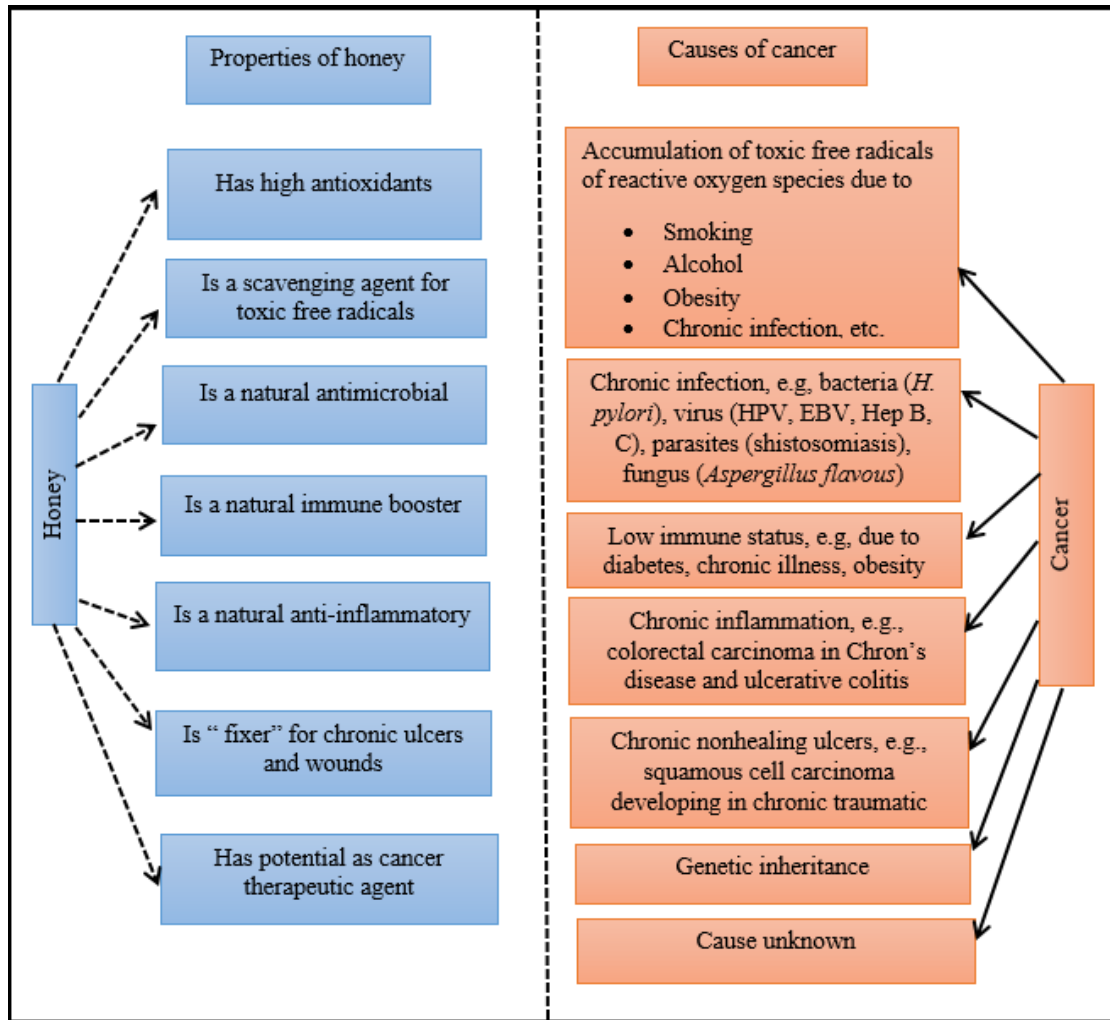 Properties of honey
Has high antioxidants
Is a scavenging agent for
toxic free radicals
Is a natural antimicrobial
Is a natural immune booster
Is a natural anti-inflammatory
Is “ fixer” for chronic ulcers
and wounds
Has potential as cancer
therapeutic agent
Honey
Causes of cancer
Accumulation of toxic free radicals
of reactive oxygen species due to
• Smoking
• Alcohol
• Obesity
• Chronic infection, etc.
Chronic infection, e.g, bacteria (H.
pylori), virus (HPV, EBV, Hep B,
C), parasites (shistosomiasis),
fungus (Aspergillus flavous)
Low immune status, e.g, due to
diabetes, chronic illness, obesity
Chronic inflammation, e.g.,
colorectal carcinoma in Chron’s
disease and ulcerative colitis
Chronic nonhealing ulcers, e.g.,
squamous cell carcinoma
developing in chronic traumatic
Genetic inheritance
Cause unknown
Cancer